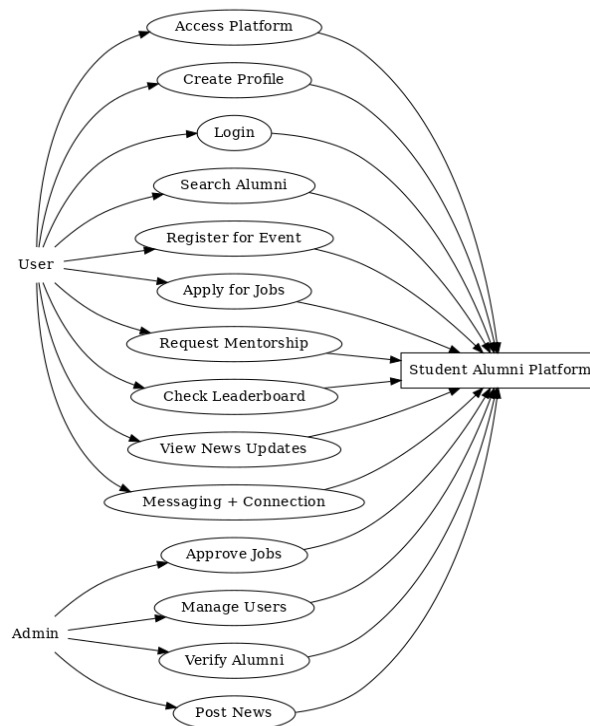 Access Platform
Create Profile
Login
Search Alumni
Register for Event
User
Apply for Jobs
Request Mentorship
Student Alumni Platform
Check Leaderboard
View News Updates
Messaging + Connection
Approve Jobs
Manage Users
Admin
Verify Alumni
Post News